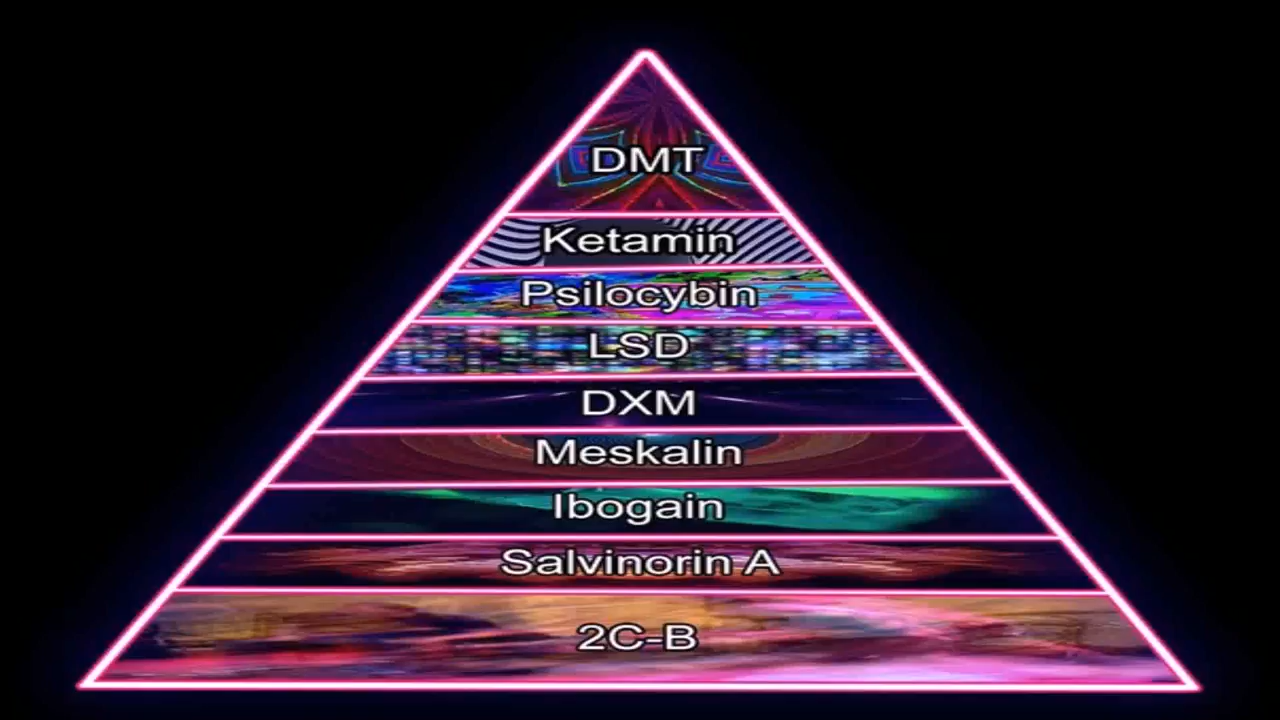 DMT
Ketamin
Psilocybin
LSD
DXM
Meskalin
Ibogain
Salvinorin A
2C-B